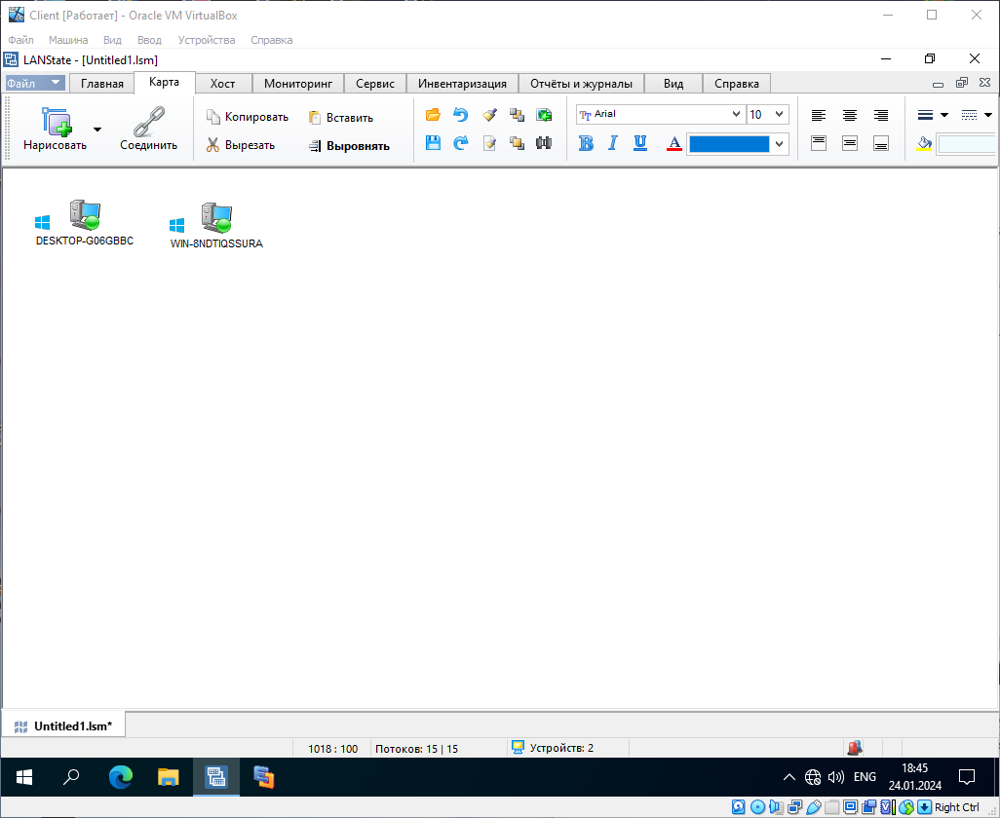 Client [Работает] - Oracle VM VirtualBox
Файл Машина Вид Ввод Устройства Справка
LANState - [Untitled1.lsm]
Файл Главная Карта Хост Мониторинг Сервис Инвентаризация Отчёты и журналы Вид Справка
Копировать Вставить Arial 10
Нарисовать Соединить Вырезать Выровнять
DESKTOP-G06GBBC
WIN-8NDTIQSSURA
Untitled1.lsm*
1018 : 100 Потоков: 15 | 15 Устройств: 2
ENG
18:45
24.01.2024
Right Ctrl